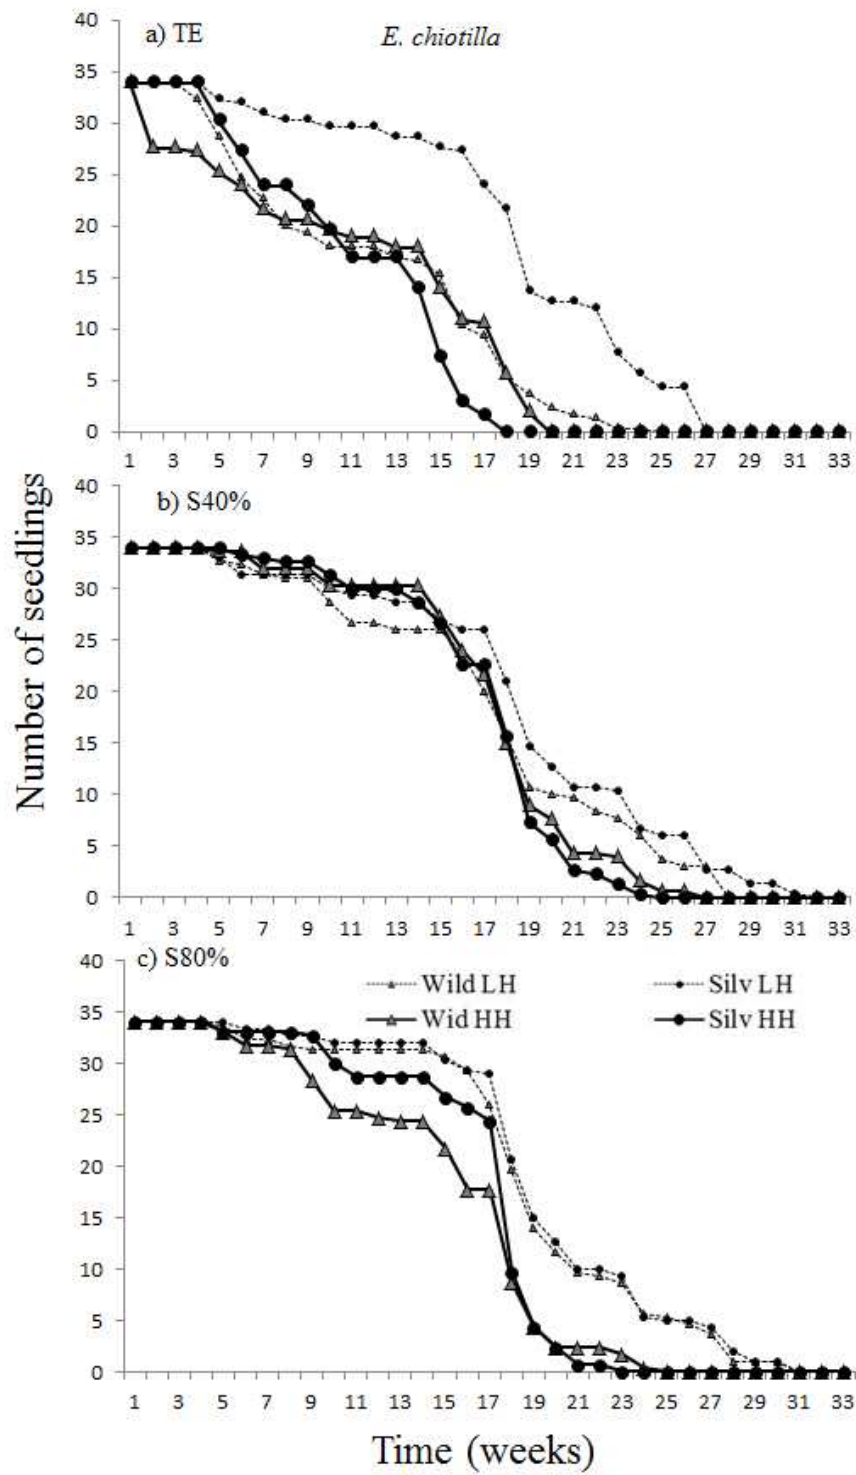 a) TE
E. chiotilla
40
35
30
25
20
15
10
5
0
1 3 5 7 9 11 13 15 17 19 21 23 25 27 29 31 33
b) S40%
40
35
30
25
20
15
10
5
0
1 3 5 7 9 11 13 15 17 19 21 23 25 27 29 31 33
c) S80%
Wild LH Silv LH
Wid HH Silv HH
40
35
30
25
20
15
10
5
0
1 3 5 7 9 11 13 15 17 19 21 23 25 27 29 31 33
Number of seedlings
Time (weeks)